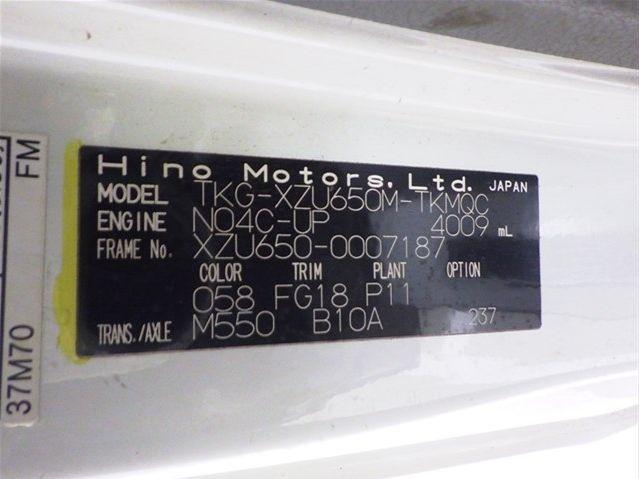 Hino Motors, Ltd. JAPAN
MODEL TKG-XZU650M-TKMQC
ENGINE N04C-UP 4009 mL
FRAME No. XZU650-0007187
COLOR TRIM PLANT OPTION
058 FG18 P11
TRANS./AXLE M550 B10A 237
FM
37M70